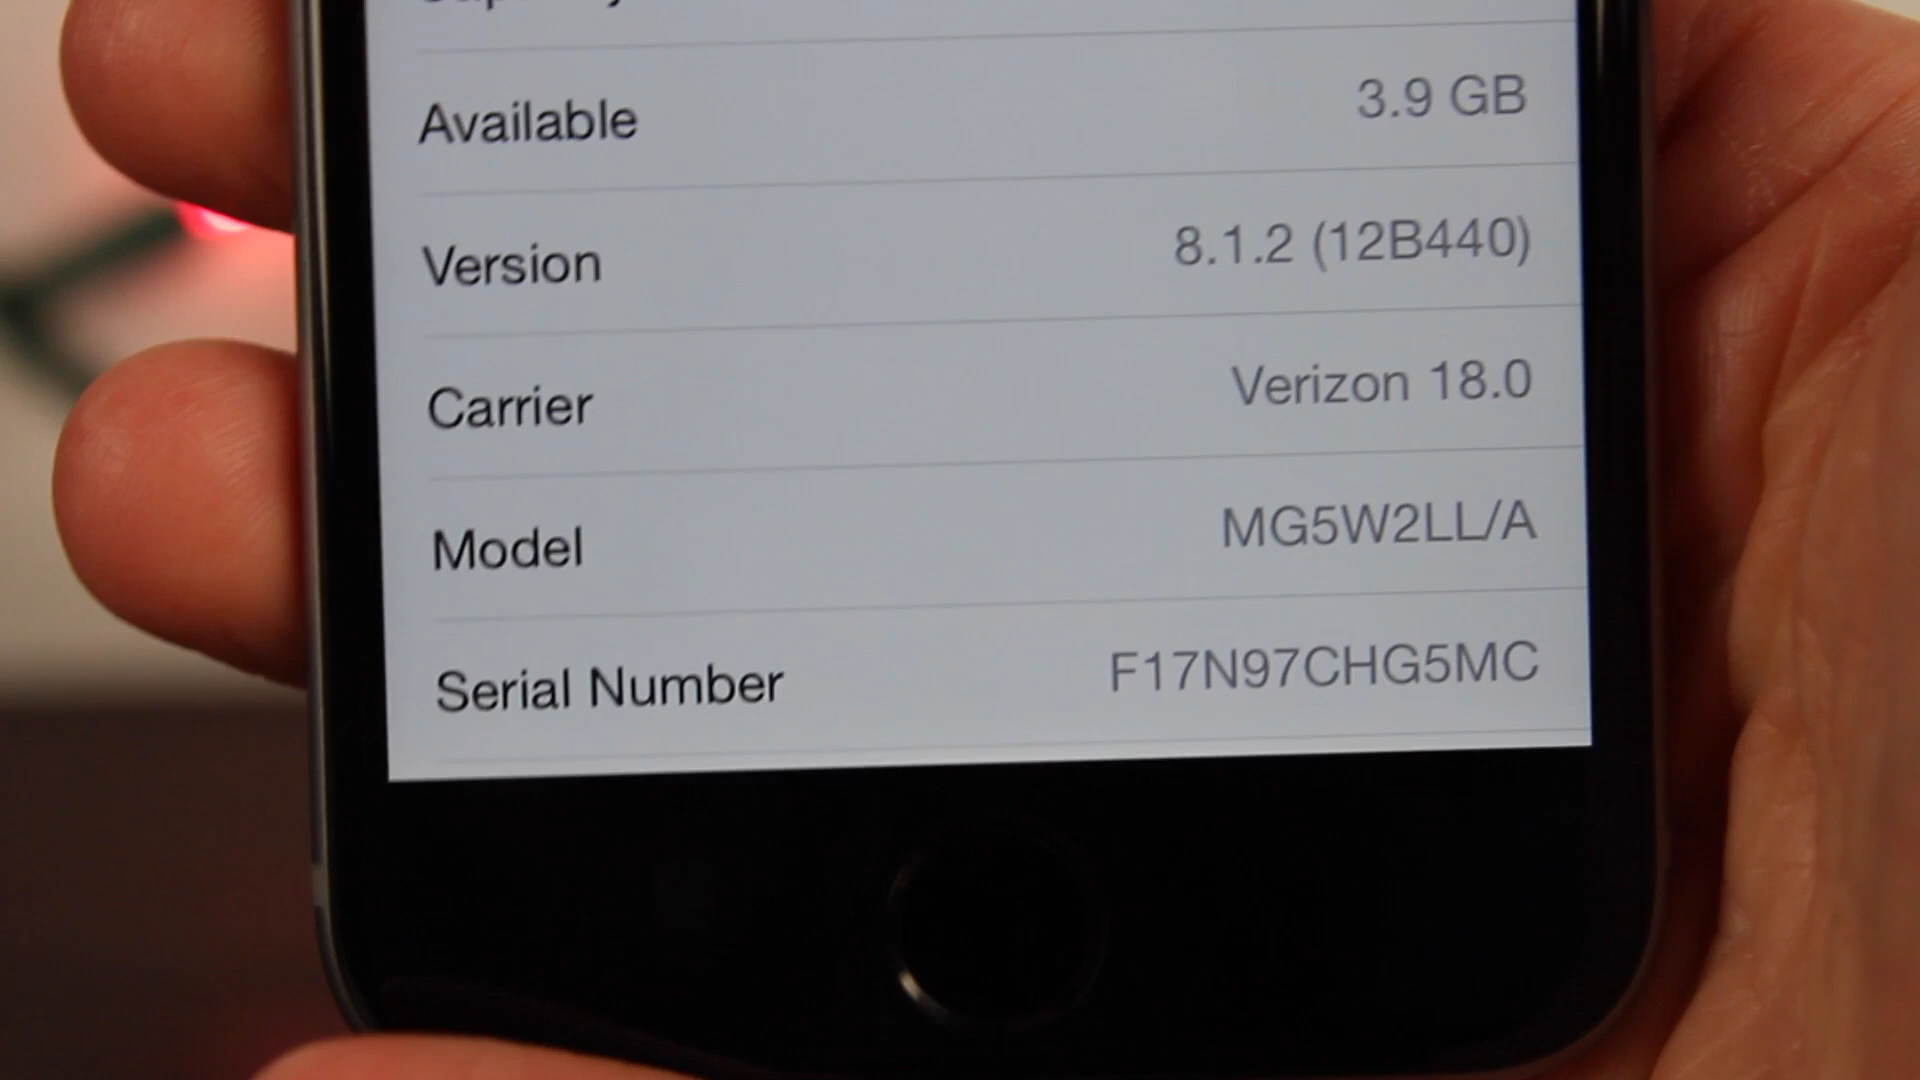 Available 3.9 GB
Version 8.1.2 (12B440)
Carrier Verizon 18.0
Model MG5W2LL/A
Serial Number F17N97CHG5MC